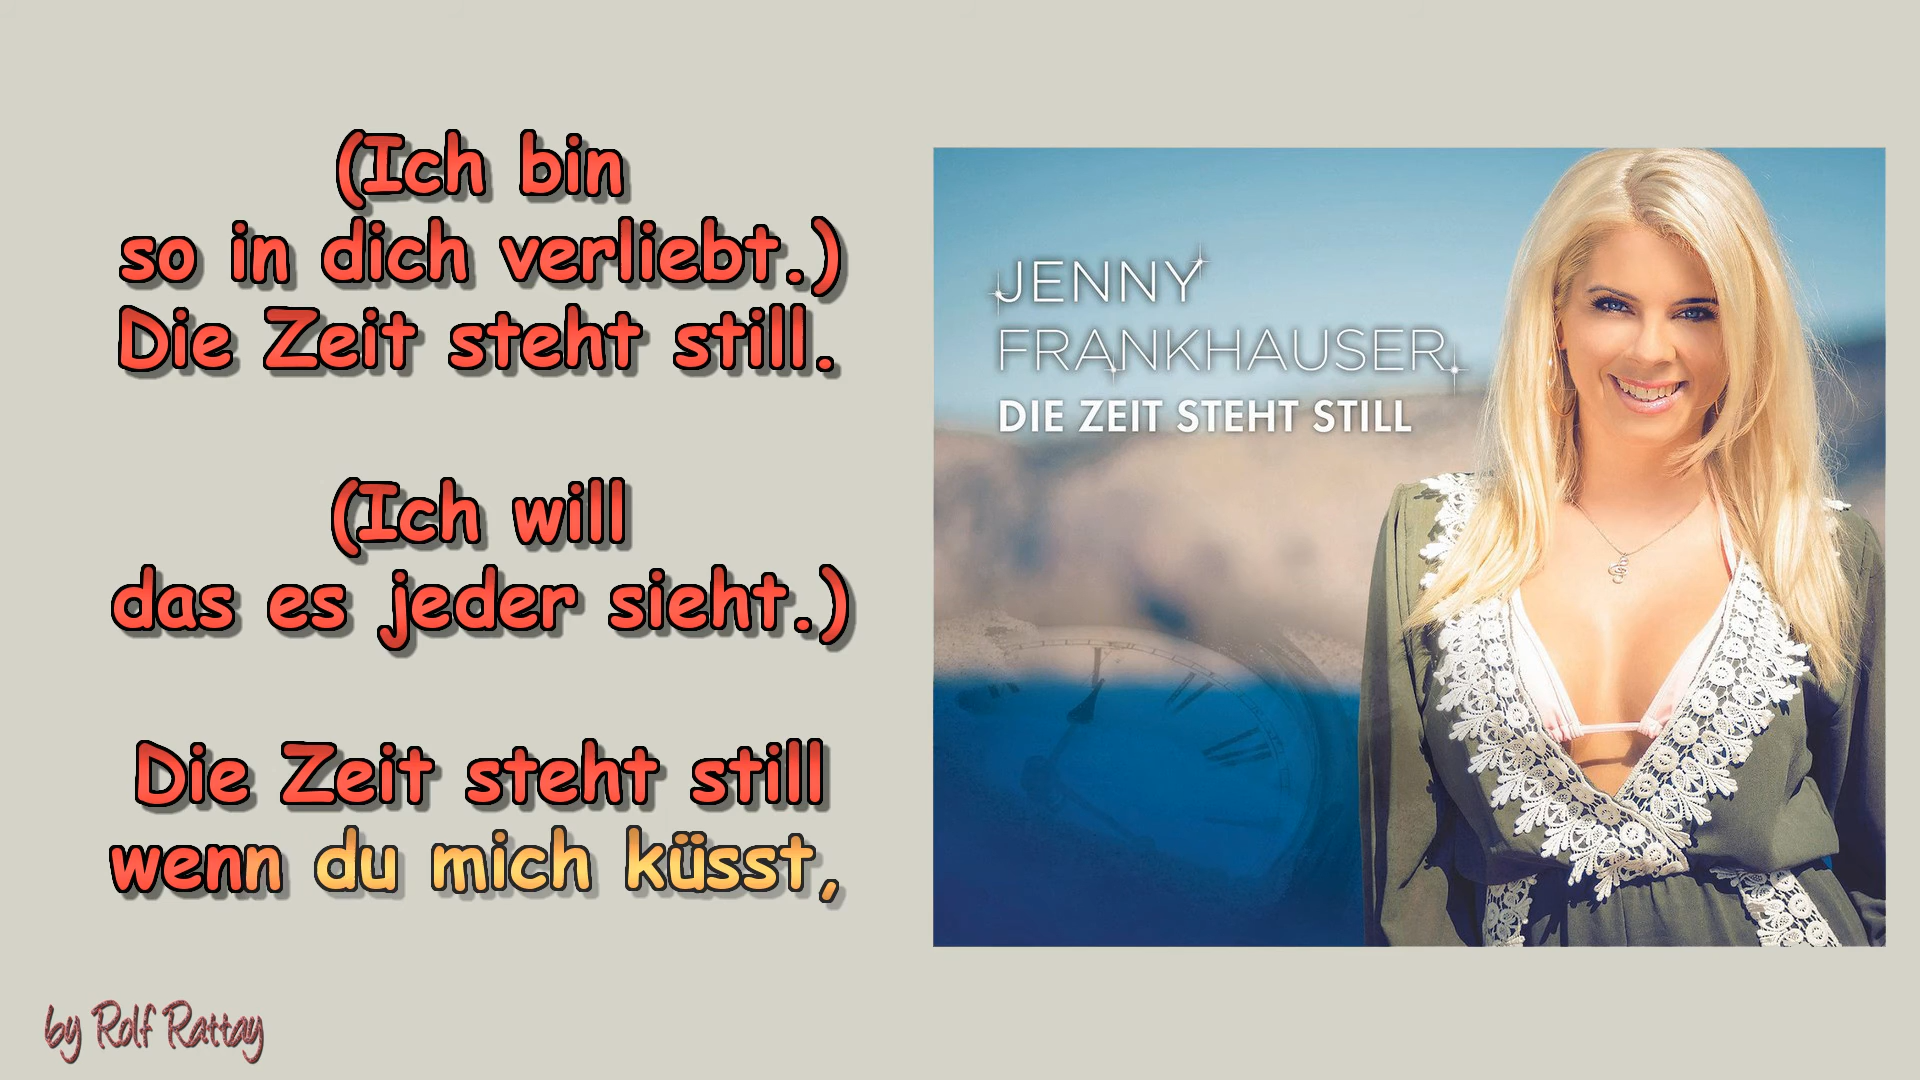 (Ich bin
so in dich verliebt.)
Die Zeit steht still.
(Ich will
das es jeder sieht.)
Die Zeit steht still
wenn du mich küsst,
JENNY
FRANKHAUSER
DIE ZEIT STEHT STILL
by Rolf Rattay